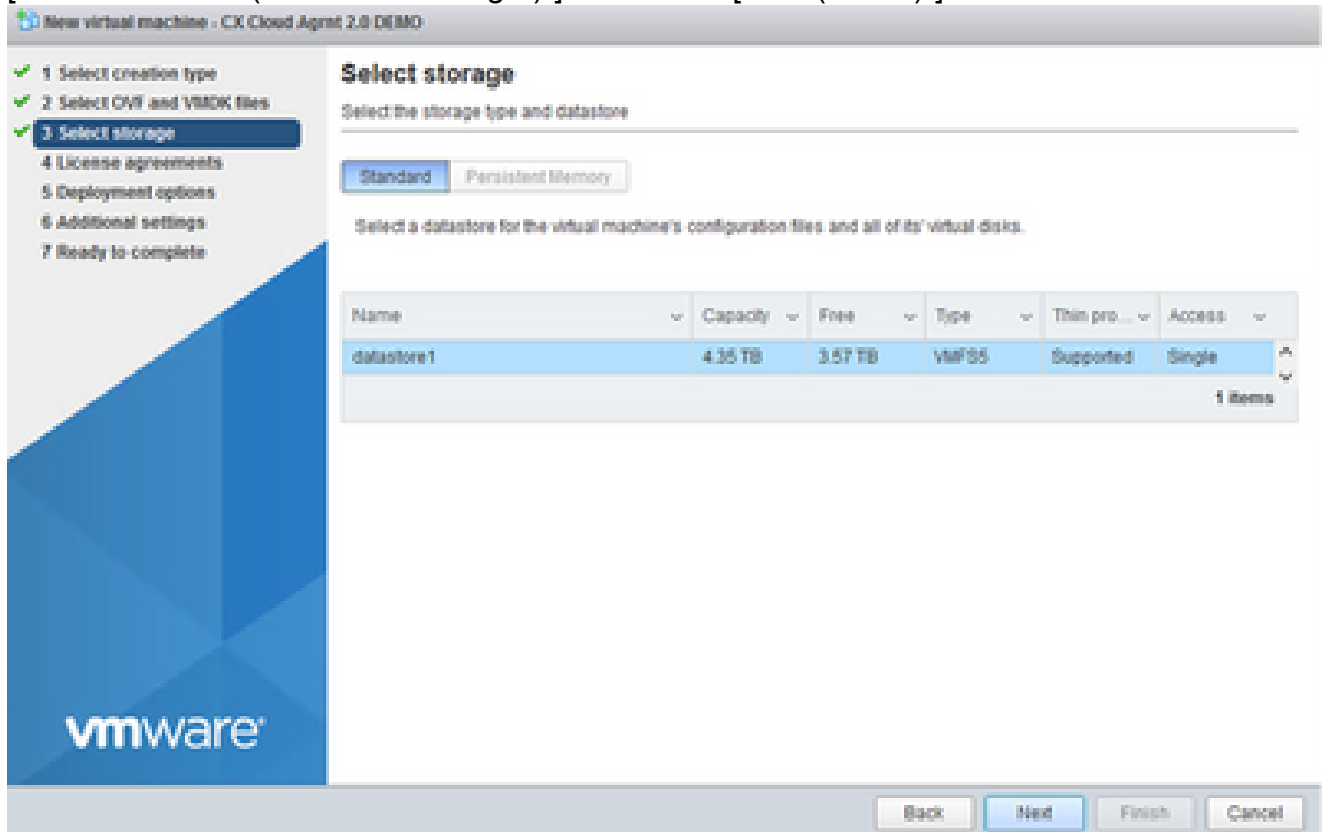 New virtual machine - CX Cloud Agrnt 2.0 DEMO
1 Select creation type
2 Select OVF and VMDK files
3 Select storage
4 License agreements
5 Deployment options
6 Additional settings
7 Ready to complete
vmware
Select storage
Select the storage type and datastore
Standard Persistent Memory
Select a datastore for the virtual machine's configuration files and all of its' virtual disks.
Name Capacity Free Type Thin pro... Access
datastore1 4.35 TB 3.57 TB VMFS5 Supported Single
1 items
Back Next Finish Cancel